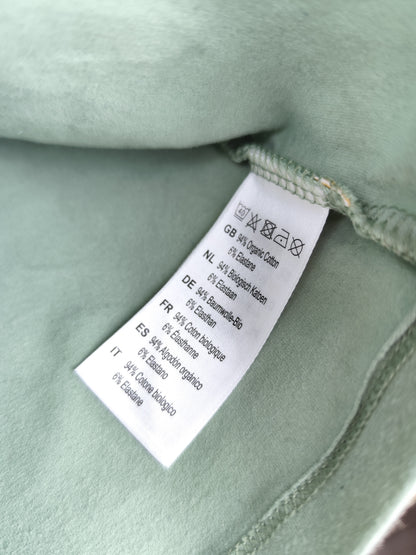 40
GB 94% Organic Cotton
6% Elastane
NL 94% Biologisch Katoen
6% Elastaan
DE 94% Baumwolle-Bio
6% Elasthan
FR 94% Coton biologique
6% Elasthanne
ES 94% Algodón orgánico
6% Elastano
IT 94% Cotone biologico
6% Elastane